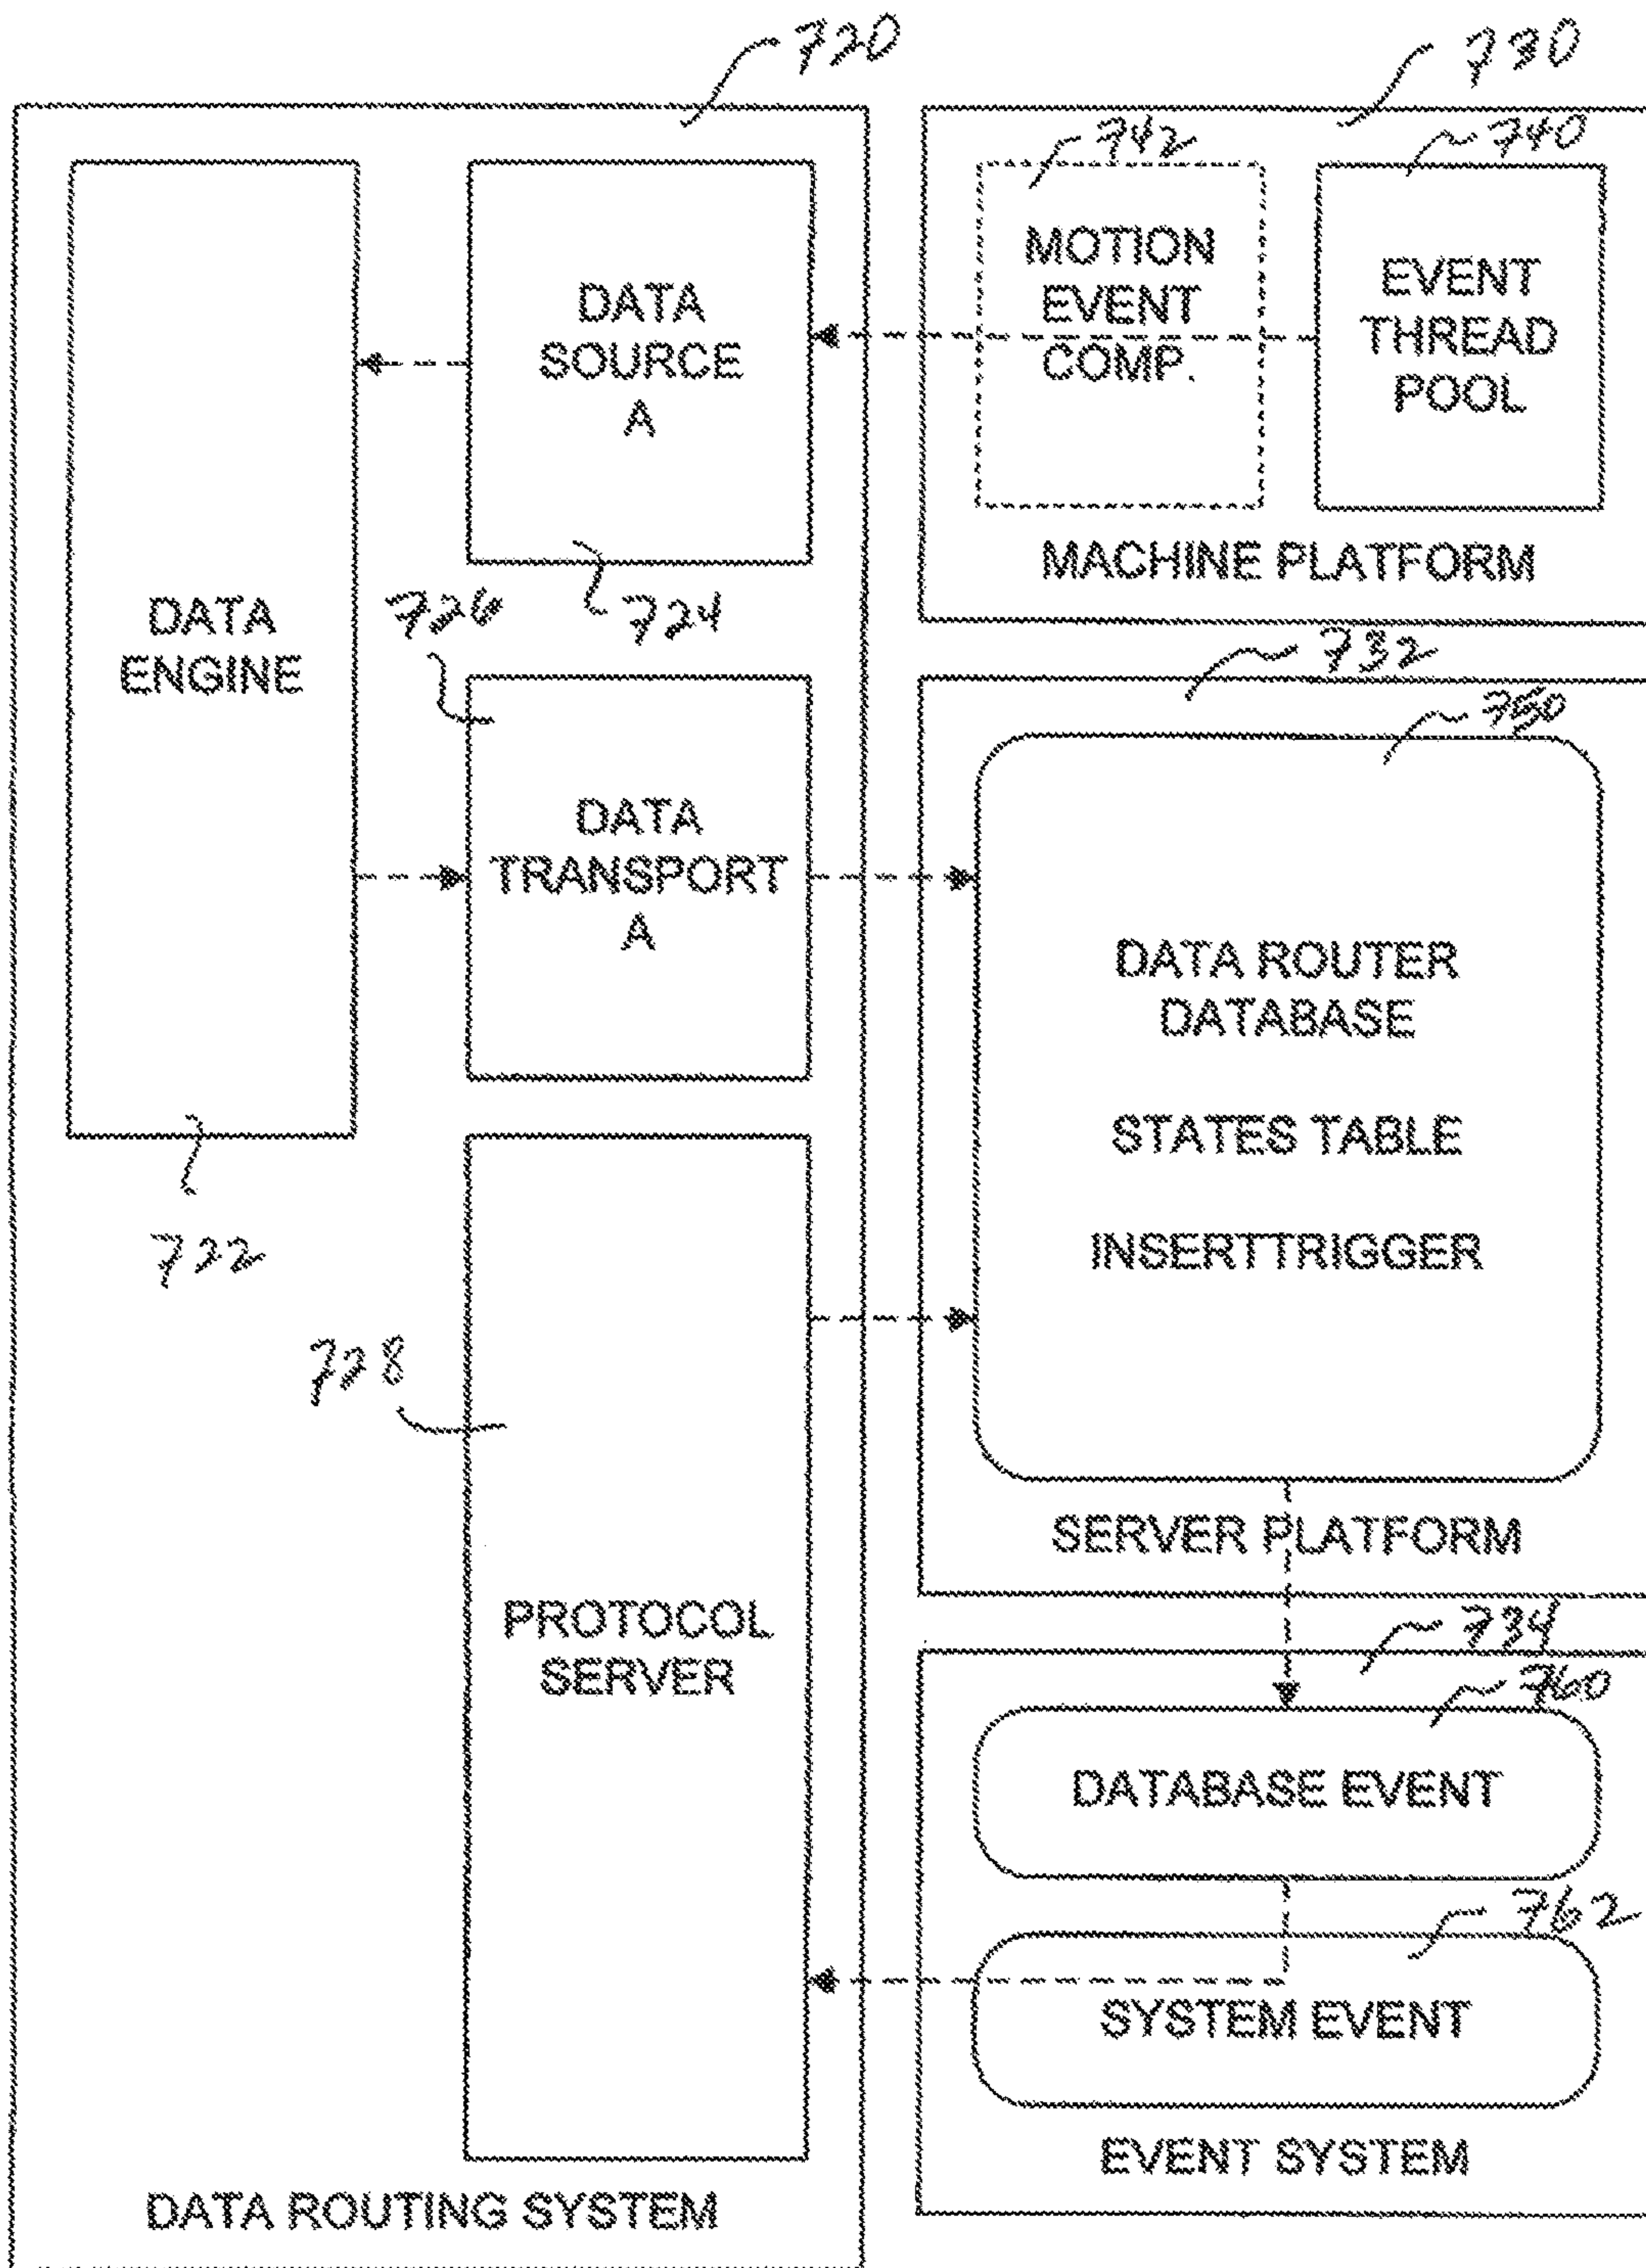 720
730
742
740
MOTION
EVENT
COMP.
EVENT
THREAD
POOL
DATA
SOURCE
A
MACHINE PLATFORM
DATA
ENGINE
726
724
732
750
DATA
TRANSPORT
A
DATA ROUTER
DATABASE
STATES TABLE
INSERTTRIGGER
722
728
SERVER PLATFORM
PROTOCOL
SERVER
734
760
DATABASE EVENT
762
SYSTEM EVENT
EVENT SYSTEM
DATA ROUTING SYSTEM